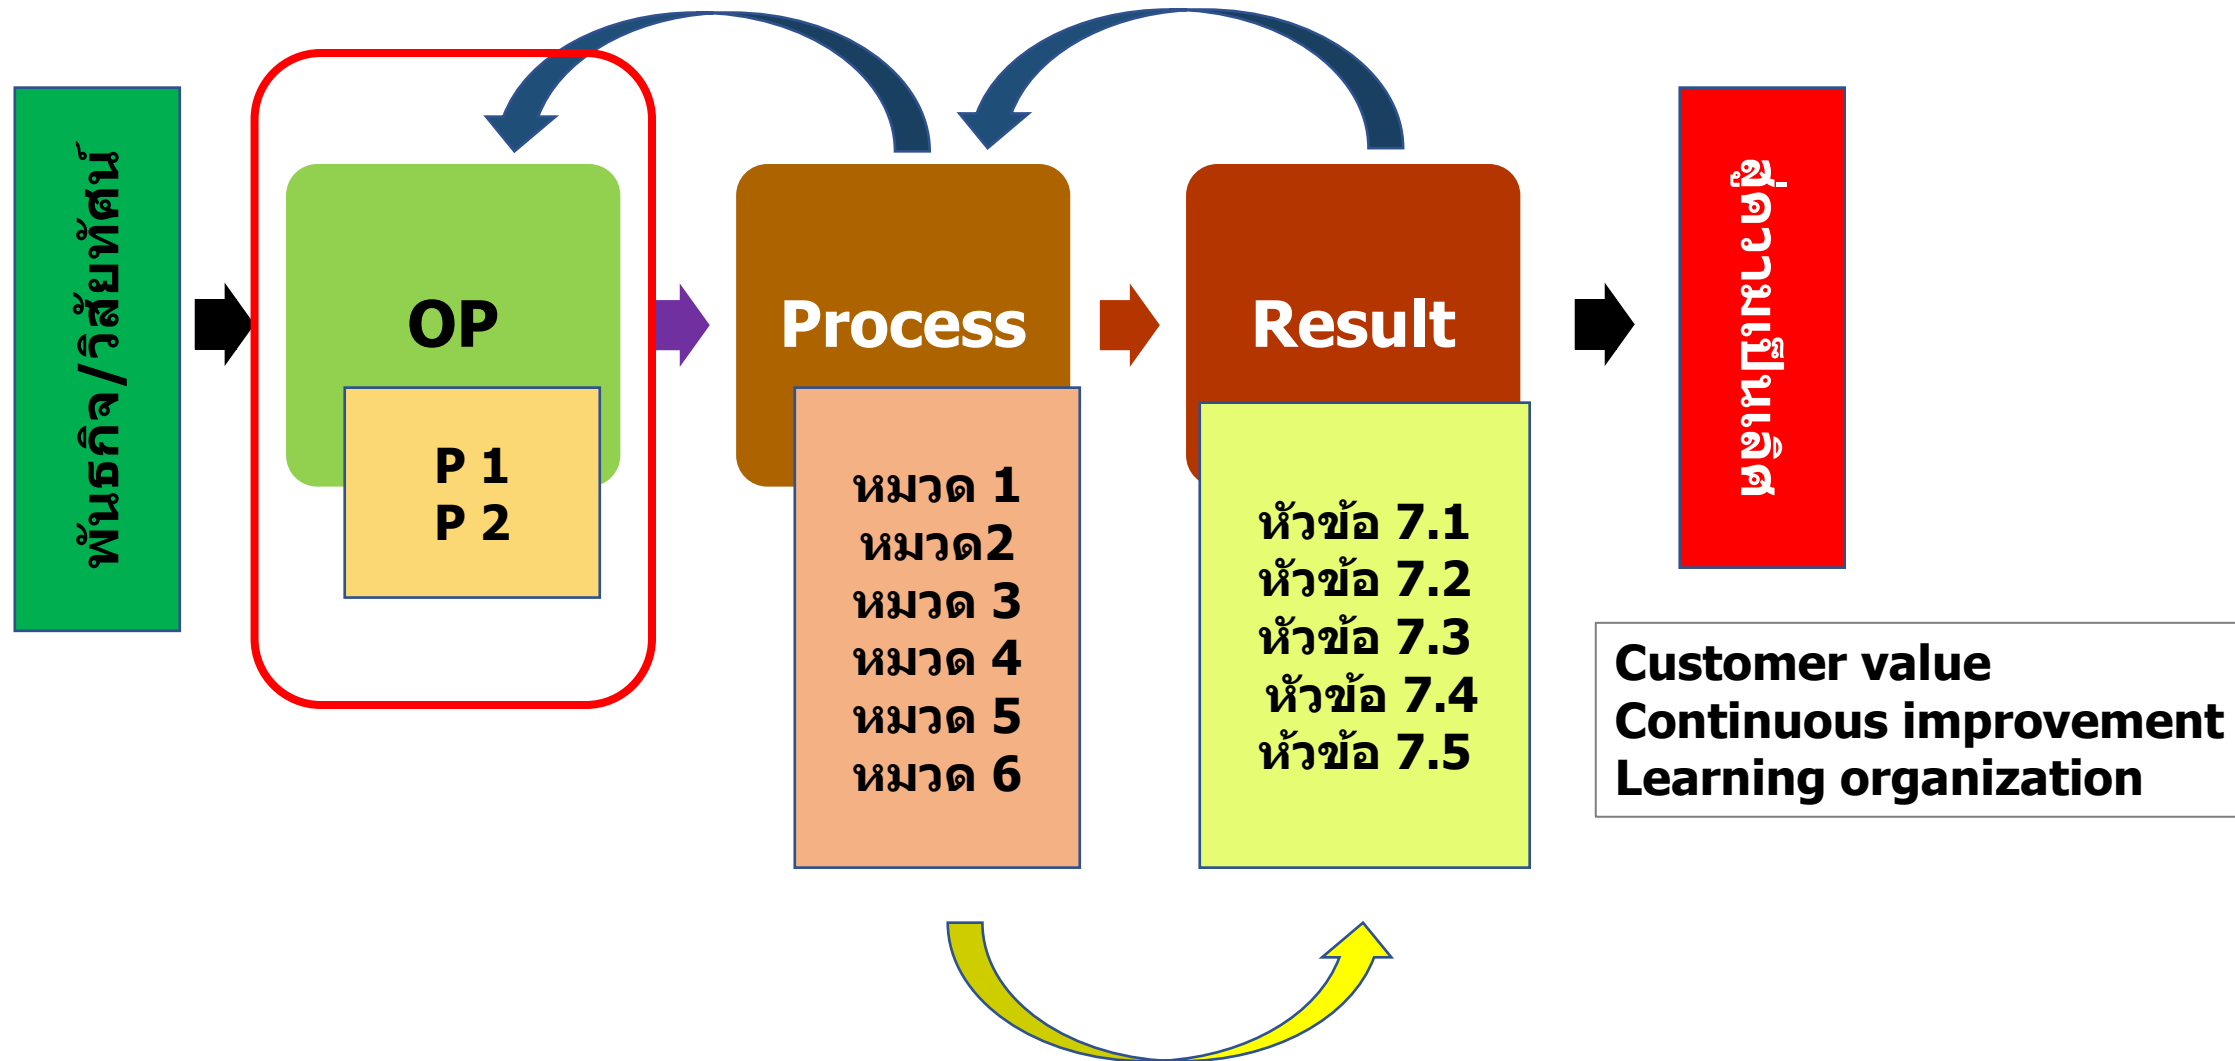 พันธกิจ/วิสัยทัศน์
OP
P 1
P 2
Process
หมวด 1
หมวด2
หมวด 3
หมวด 4
หมวด 5
หมวด 6
Result
หัวข้อ 7.1
หัวข้อ 7.2
หัวข้อ 7.3
หัวข้อ 7.4
หัวข้อ 7.5
สู่ความเป็นเลิศ
Customer value
Continuous improvement
Learning organization